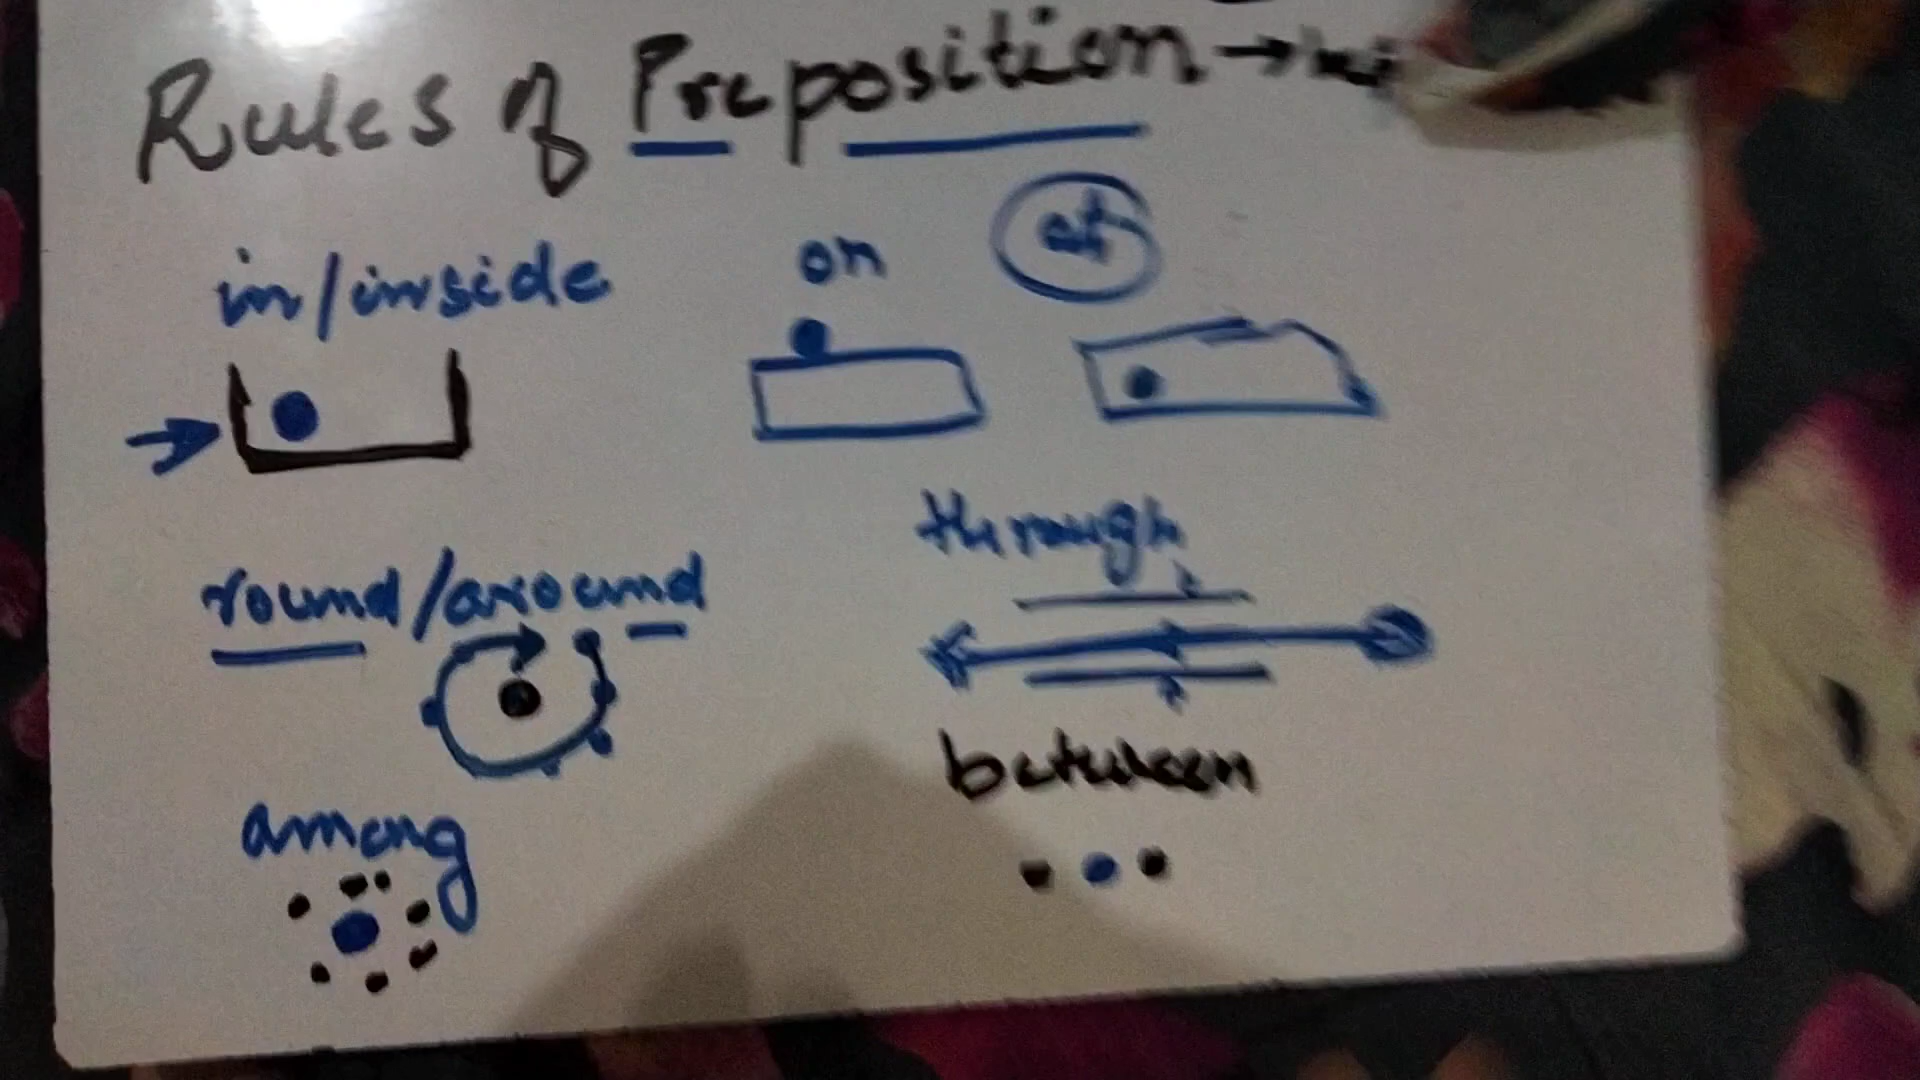 Rules of Preposition →
in/inside on at
round/around through
among between